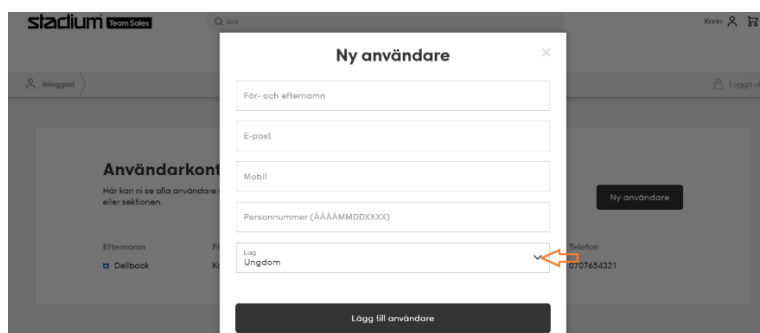 stadium Team Sales
Sök
Karin
Ny användare
Inloggad
Logga ut
För- och efternamn
E-post
Användarkont
Mobil
Här kan ni se alla användare
eller sektionen.
Ny användare
Personnummer (ÅÅÅÅMMDDXXXX)
Efternamn
Lag
Ungdom
Telefon
Dellback
0707654321
Lägg till användare